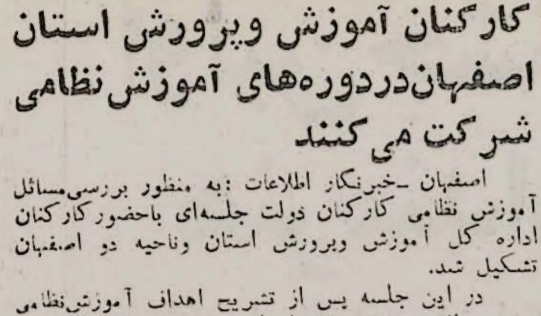 کارکنان آموزش وپرورش استان
اصفهان در دوره‌های آموزش نظامی
شرکت می‌کنند
اصفهان ـ خبرنگار اطلاعات : به منظور بررسی مسائل
آموزش نظامی کارکنان دولت جلسه‌ای باحضور کارکنان
اداره کل آموزش وپرورش استان وناحیه دو اصفهان
تشکیل شد.
در این جلسه پس از تشریح اهداف آموزش نظامی